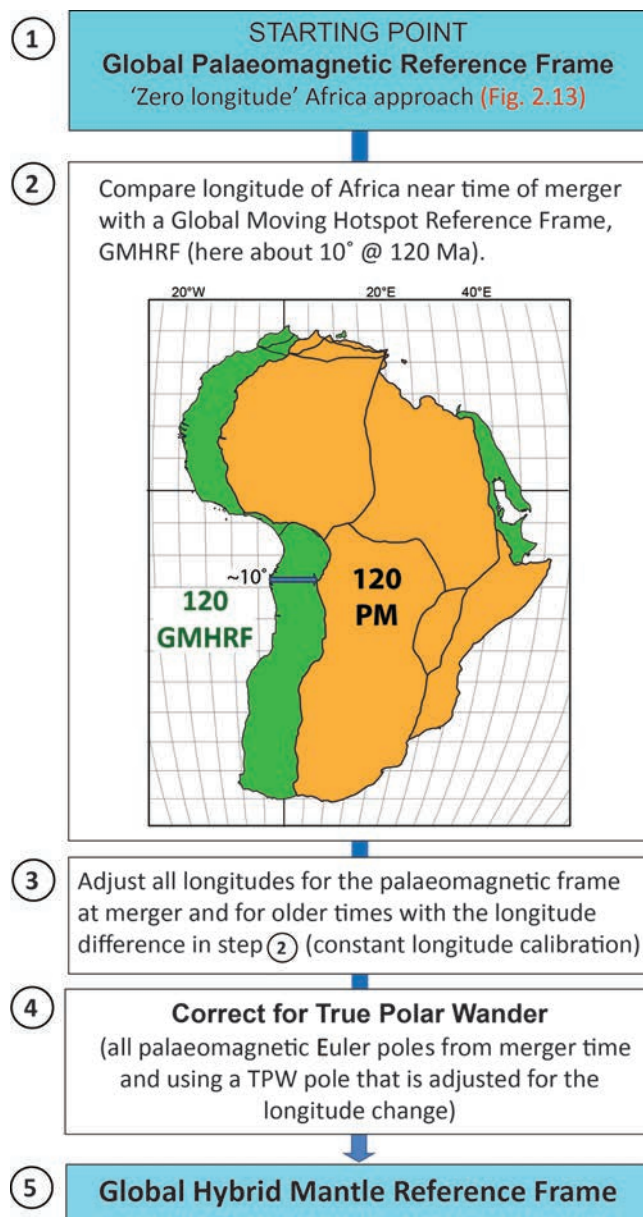 1
STARTING POINT
Global Palaeomagnetic Reference Frame
‘Zero longitude’ Africa approach (Fig. 2.13)
2
Compare longitude of Africa near time of merger
with a Global Moving Hotspot Reference Frame,
GMHRF (here about 10˚ @ 120 Ma).
20°W 20°E 40°E
~10˚
120
GMHRF
120
PM
3
Adjust all longitudes for the palaeomagnetic frame
at merger and for older times with the longitude
difference in step 2 (constant longitude calibration)
4
Correct for True Polar Wander
(all palaeomagnetic Euler poles from merger time
and using a TPW pole that is adjusted for the
longitude change)
5
Global Hybrid Mantle Reference Frame